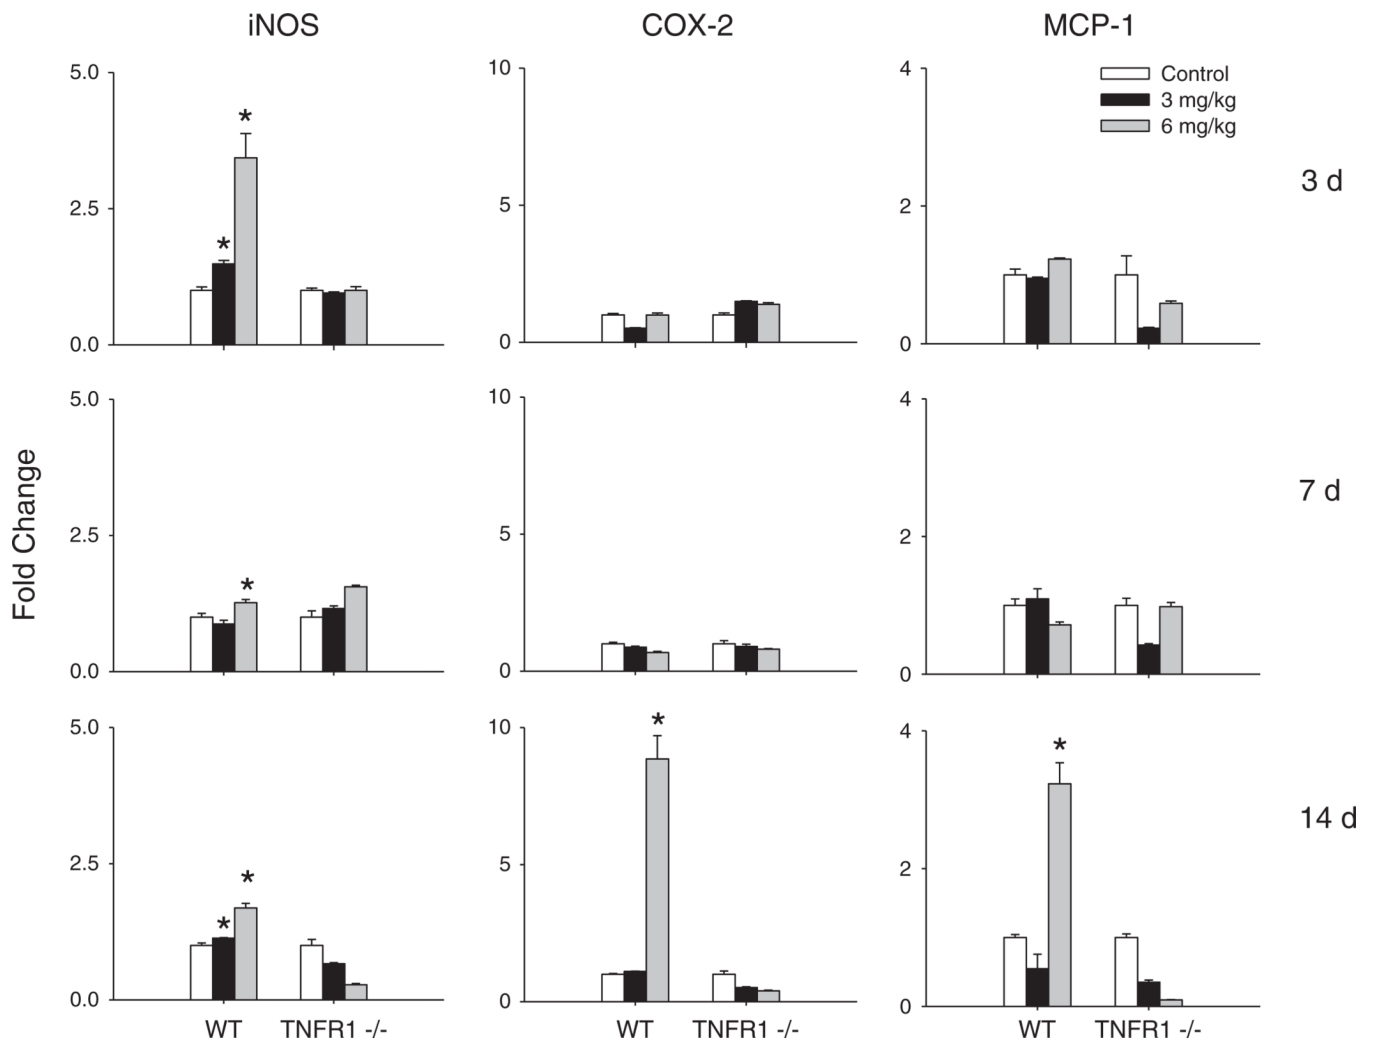 iNOS COX-2 MCP-1
Control
3 mg/kg
6 mg/kg
5.0 10 4
* *
2.5 5 2
0.0 0 0
3 d
Fold Change
5.0 10 4
2.5 5 2
*
0.0 0 0
7 d
5.0 10 4
* *
2.5 5 2
* *
0.0 0 0
14 d
WT TNFR1 -/- WT TNFR1 -/- WT TNFR1 -/-